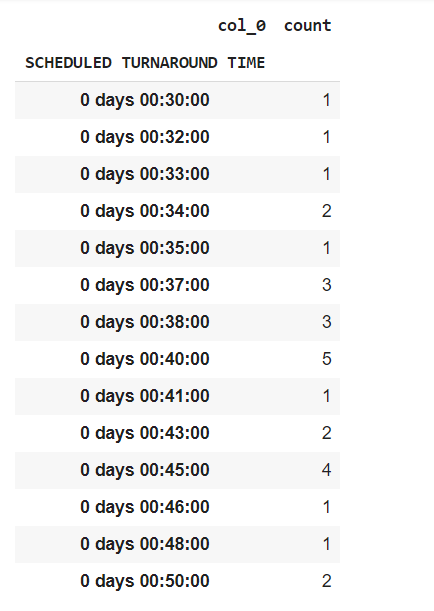 col_0 count
SCHEDULED TURNAROUND TIME
0 days 00:30:00 1
0 days 00:32:00 1
0 days 00:33:00 1
0 days 00:34:00 2
0 days 00:35:00 1
0 days 00:37:00 3
0 days 00:38:00 3
0 days 00:40:00 5
0 days 00:41:00 1
0 days 00:43:00 2
0 days 00:45:00 4
0 days 00:46:00 1
0 days 00:48:00 1
0 days 00:50:00 2